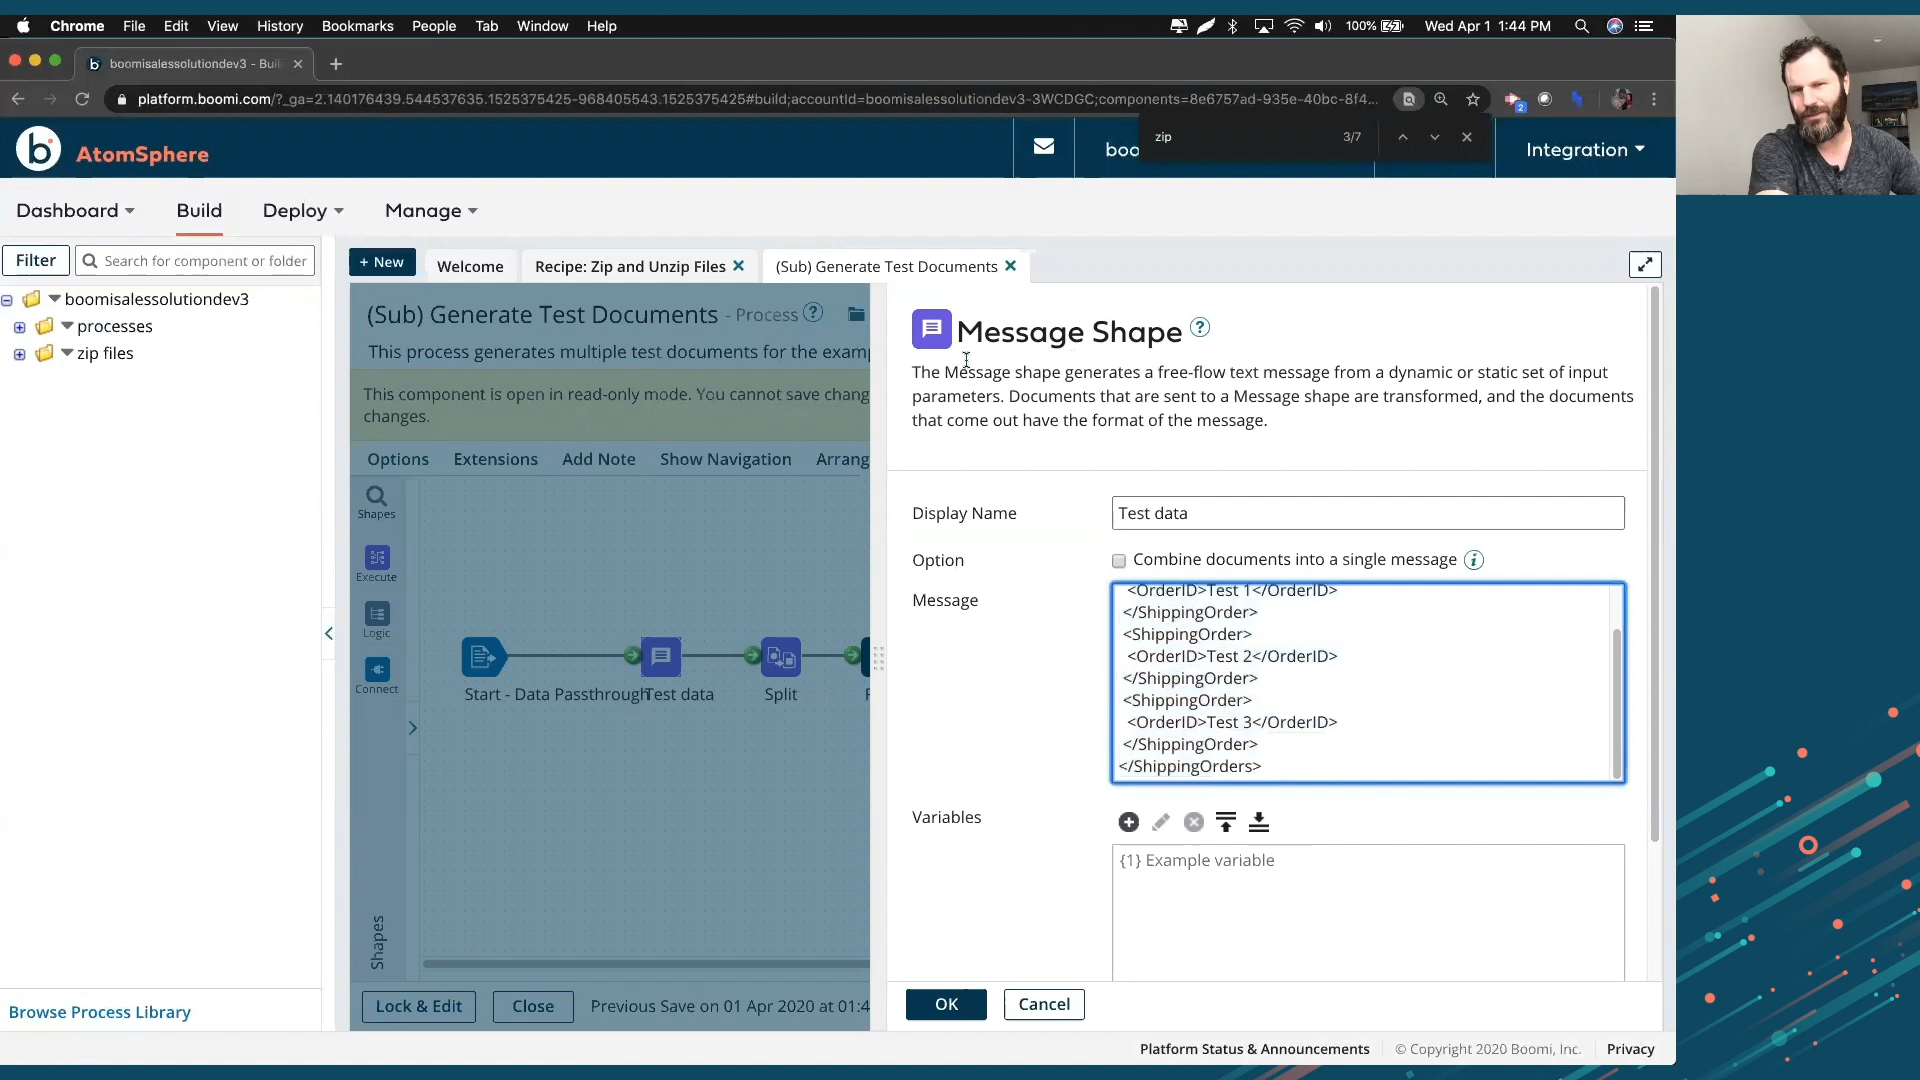 Chrome File Edit View History Bookmarks People Tab Window Help 100% Wed Apr 1 1:44 PM
boomisalessolutiondev3 - Buil
platform.boomi.com/?_ga=2.140176439.544537635.1525375425-968405543.1525375425#build;accountId=boomisalessolutiondev3-3WCDGC;components=8e6757ad-935e-40bc-8f4...
2
zip 3/7
b AtomSphere
boo
Integration
Dashboard Build Deploy Manage
Filter Search for component or folder
boomisalessolutiondev3
processes
zip files
Browse Process Library
+ New Welcome Recipe: Zip and Unzip Files (Sub) Generate Test Documents
(Sub) Generate Test Documents - Process
This process generates multiple test documents for the exam
This component is open in read-only mode. You cannot save chang
changes.
Options Extensions Add Note Show Navigation Arrang
Shapes
Execute
Logic
Connect
Shapes
Start - Data Passthrough Test data Split
Lock & Edit Close Previous Save on 01 Apr 2020 at 01:4
Message Shape ?
The Message shape generates a free-flow text message from a dynamic or static set of input
parameters. Documents that are sent to a Message shape are transformed, and the documents
that come out have the format of the message.
Display Name Test data
Option Combine documents into a single message i
Message
<OrderID>Test 1</OrderID>
</ShippingOrder>
<ShippingOrder>
<OrderID>Test 2</OrderID>
</ShippingOrder>
<ShippingOrder>
<OrderID>Test 3</OrderID>
</ShippingOrder>
</ShippingOrders>
Variables
{1} Example variable
OK Cancel
Platform Status & Announcements © Copyright 2020 Boomi, Inc. Privacy